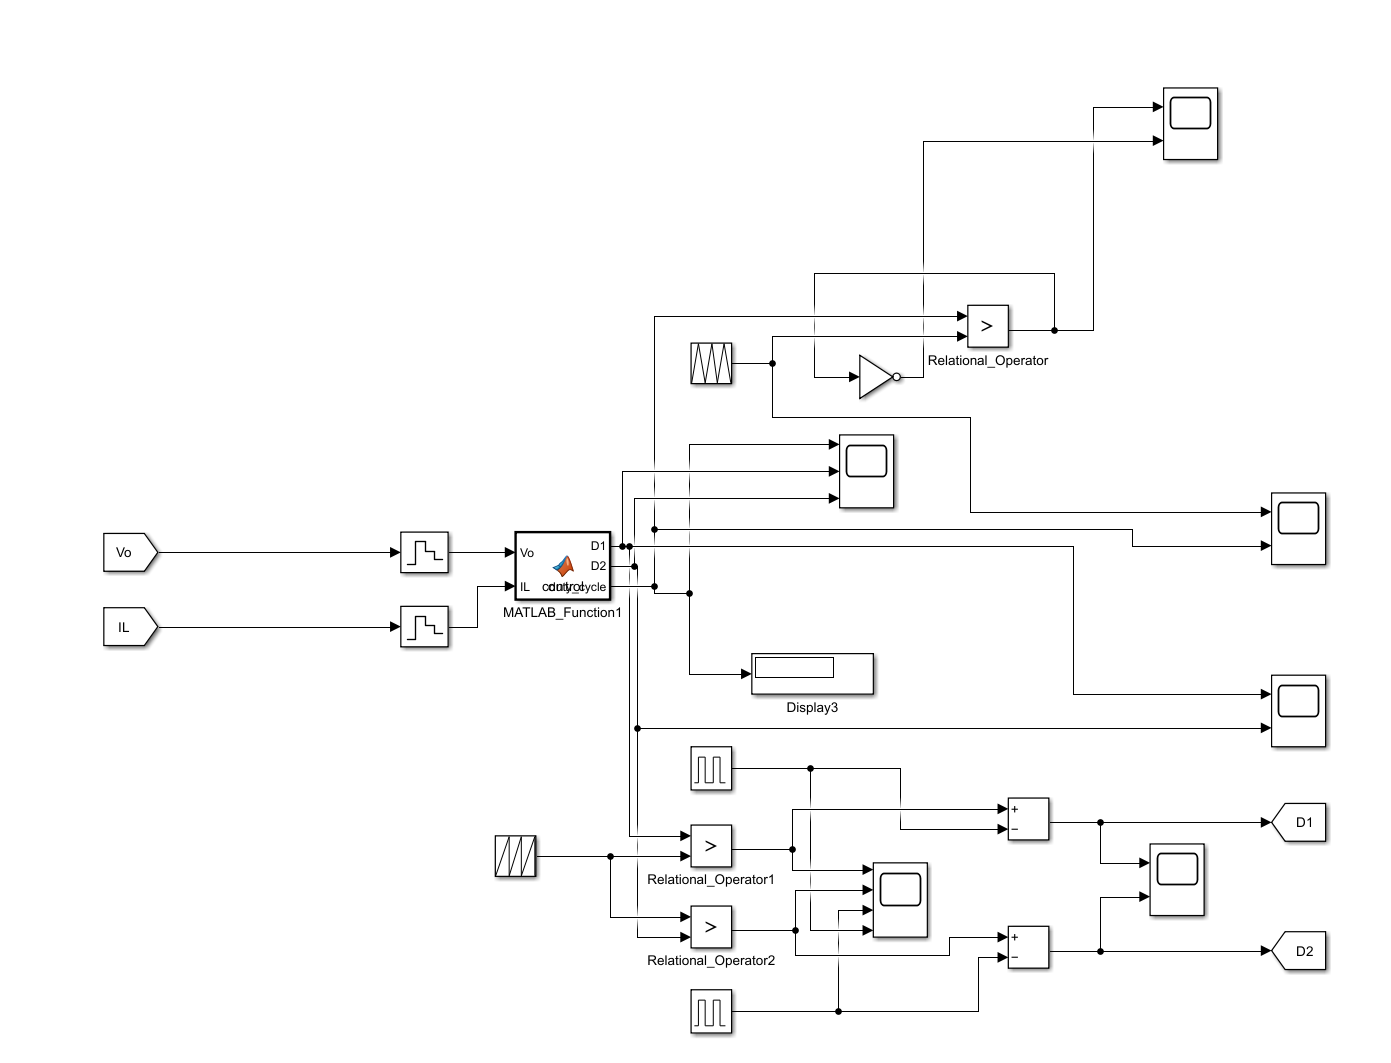 >
Relational_Operator
Vo
Vo
D1
D2
IL
control
duty_cycle
MATLAB_Function1
IL
Display3
+
−
D1
>
Relational_Operator1
>
Relational_Operator2
+
−
D2